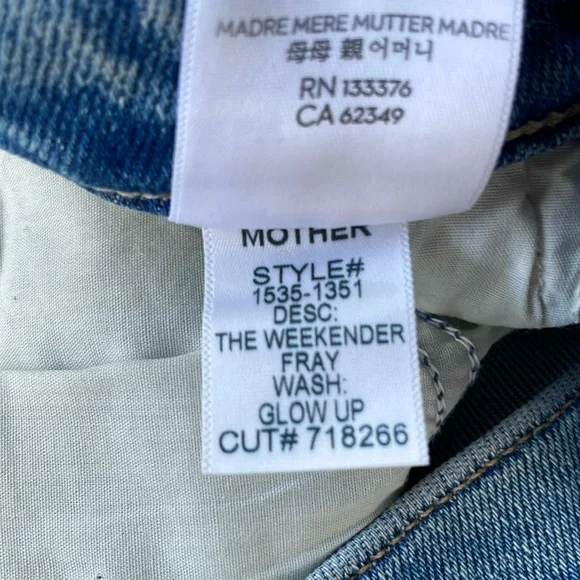 MADRE MERE MUTTER MADRE
母母 親 어머니
RN 133376
CA 62349
MOTHER
STYLE#
1535-1351
DESC:
THE WEEKENDER
FRAY
WASH:
GLOW UP
CUT# 718266